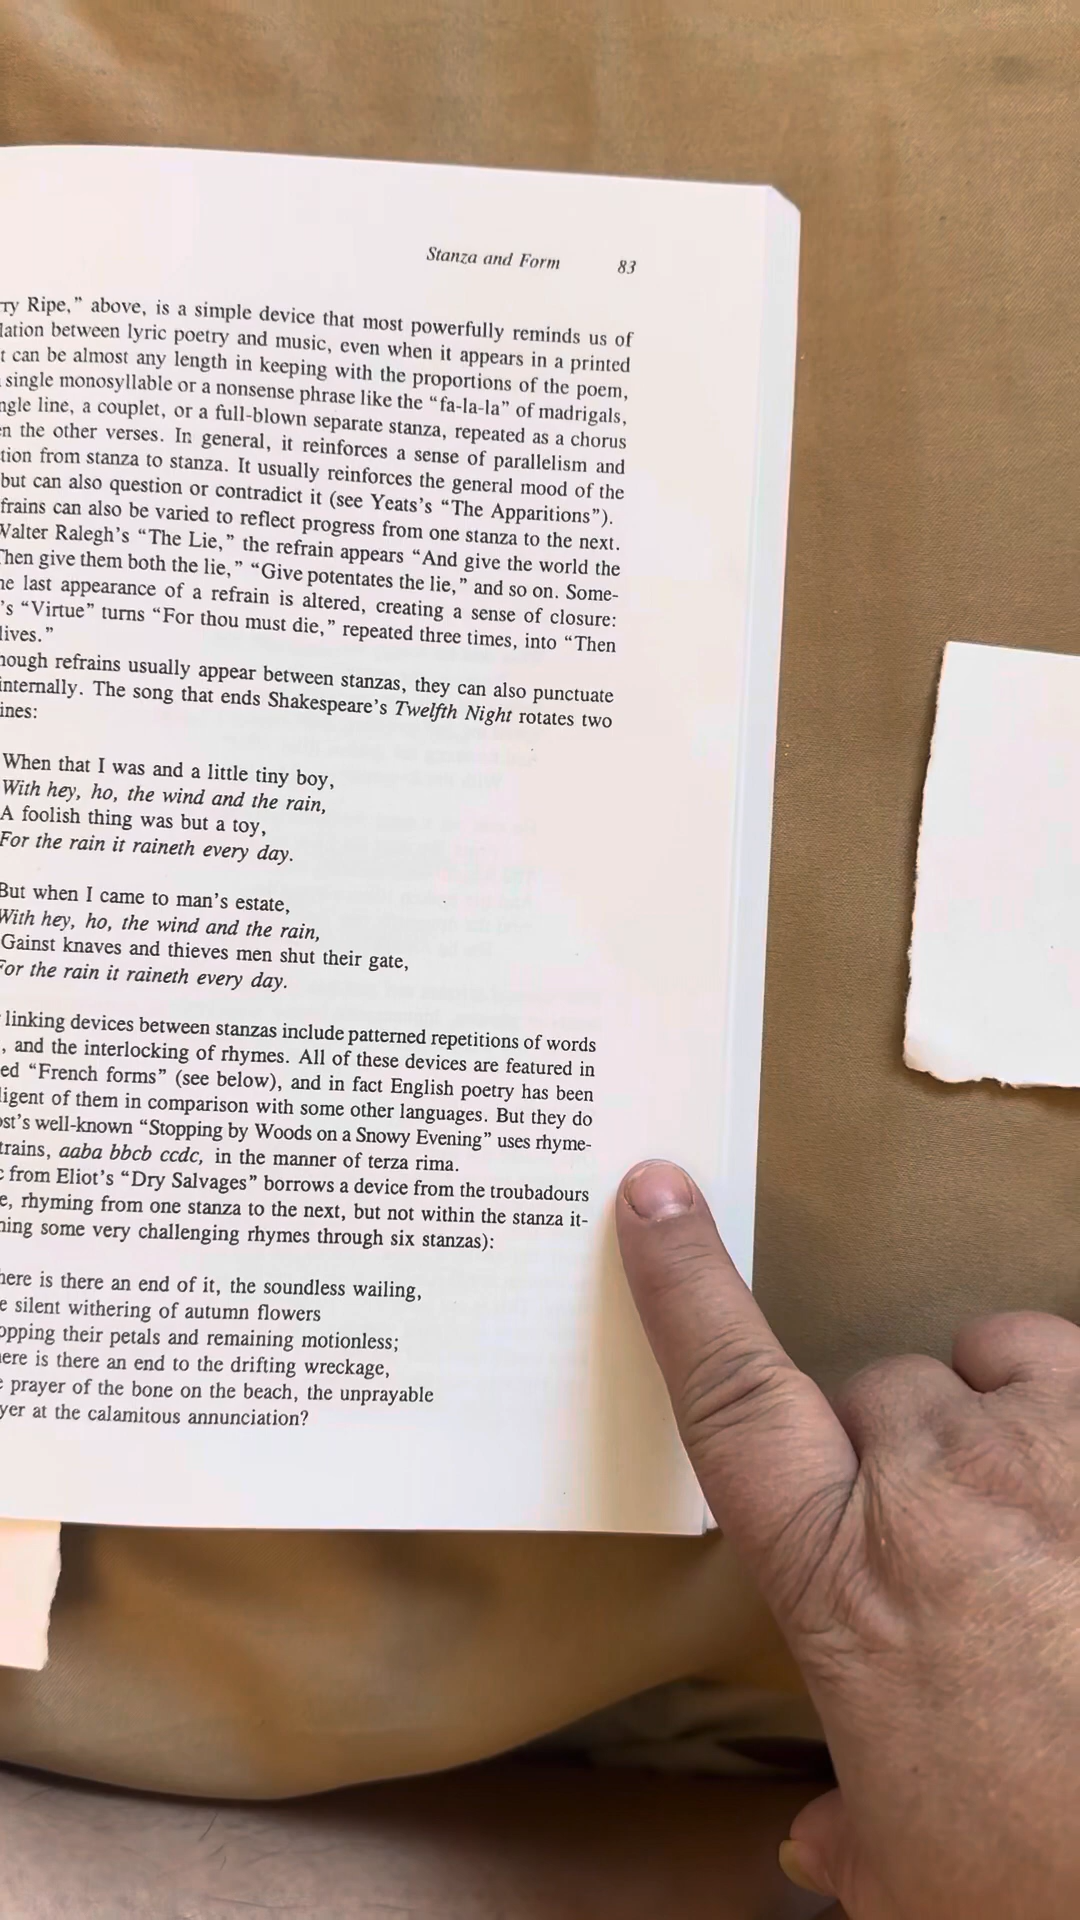 Stanza and Form 83
Ripe,” above, is a simple device that most powerfully reminds us of
between lyric poetry and music, even when it appears in a printed
can be almost any length in keeping with the proportions of the poem,
single monosyllable or a nonsense phrase like the “fa-la-la” of madrigals,
line, a couplet, or a full-blown separate stanza, repeated as a chorus
the other verses. In general, it reinforces a sense of parallelism and
from stanza to stanza. It usually reinforces the general mood of the
but can also question or contradict it (see Yeats’s “The Apparitions”).
frains can also be varied to reflect progress from one stanza to the next.
Walter Ralegh’s “The Lie,” the refrain appears “And give the world the
Then give them both the lie,” “Give potentates the lie,” and so on. Some-
last appearance of a refrain is altered, creating a sense of closure:
’s “Virtue” turns “For thou must die,” repeated three times, into “Then
lives.”
refrains usually appear between stanzas, they can also punctuate
internally. The song that ends Shakespeare’s Twelfth Night rotates two
ines:
When that I was and a little tiny boy,
With hey, ho, the wind and the rain,
A foolish thing was but a toy,
For the rain it raineth every day.
But when I came to man’s estate,
With hey, ho, the wind and the rain,
Gainst knaves and thieves men shut their gate,
For the rain it raineth every day.
linking devices between stanzas include patterned repetitions of words
, and the interlocking of rhymes. All of these devices are featured in
ed “French forms” (see below), and in fact English poetry has been
ligent of them in comparison with some other languages. But they do
ost’s well-known “Stopping by Woods on a Snowy Evening” uses rhyme-
trains, aaba bbcb ccdc, in the manner of terza rima.
from Eliot’s “Dry Salvages” borrows a device from the troubadours
e, rhyming from one stanza to the next, but not within the stanza it-
ning some very challenging rhymes through six stanzas):
here is there an end of it, the soundless wailing,
e silent withering of autumn flowers
opping their petals and remaining motionless;
ere is there an end to the drifting wreckage,
prayer of the bone on the beach, the unprayable
yer at the calamitous annunciation?